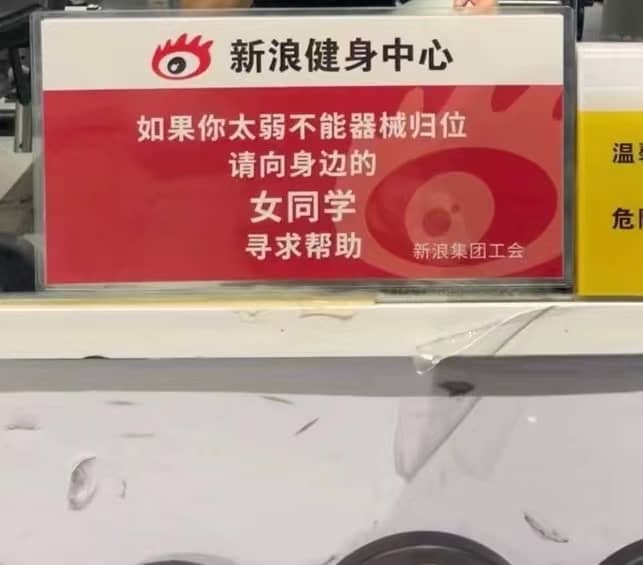 新浪健身中心
如果你太弱不能器械归位
请向身边的
女同学
寻求帮助
新浪集团工会
温
危